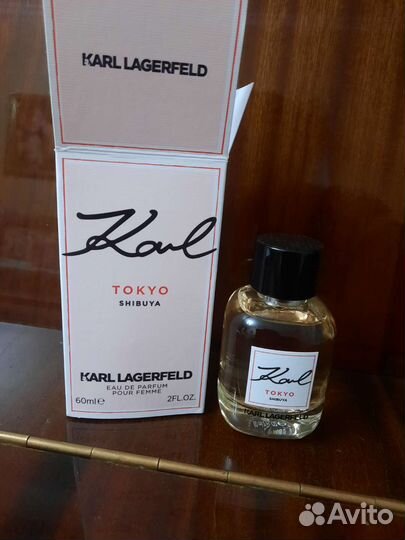 KARL LAGERFELD
Karl
TOKYO
SHIBUYA
KARL LAGERFELD
EAU DE PARFUM
POUR FEMME
60ml e 2FL.OZ.
Karl
TOKYO
SHIBUYA
KARL LAGERFELD
Avito